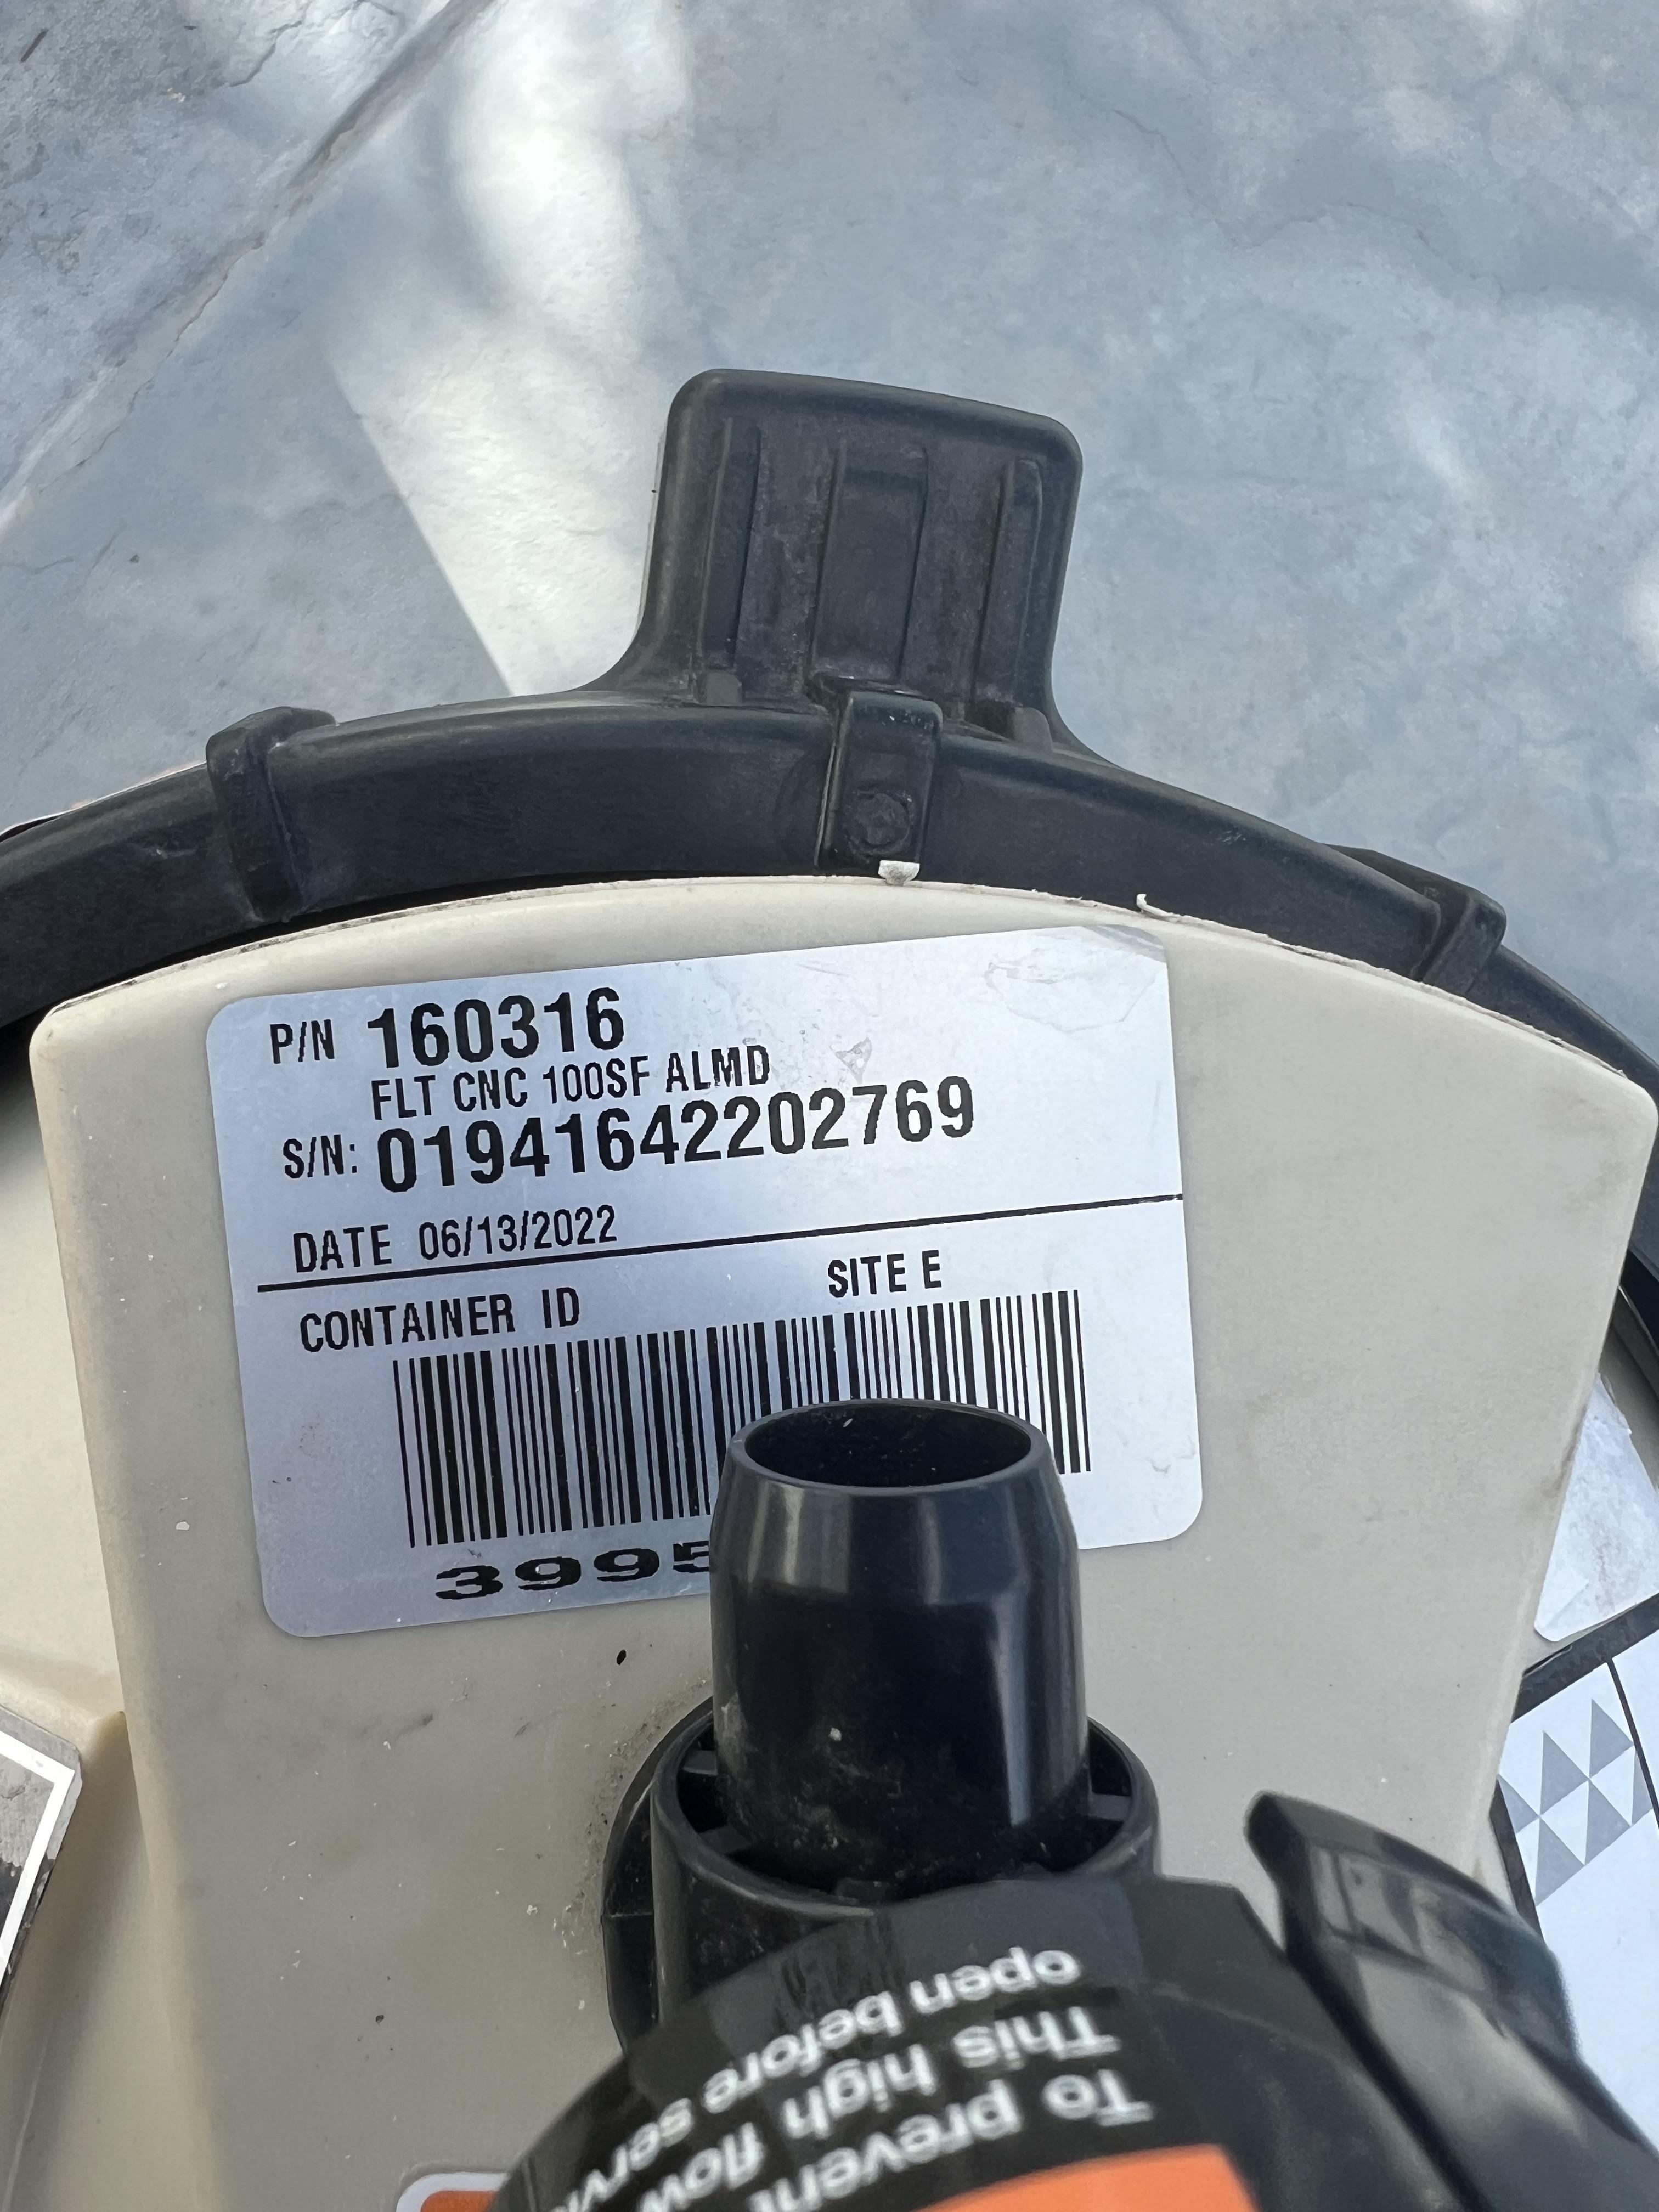 P/N 160316
FLT CNC 100SF ALMD
S/N: 01941642202769
DATE 06/13/2022
CONTAINER ID SITE E
3995
To prevent
This high flow
open before